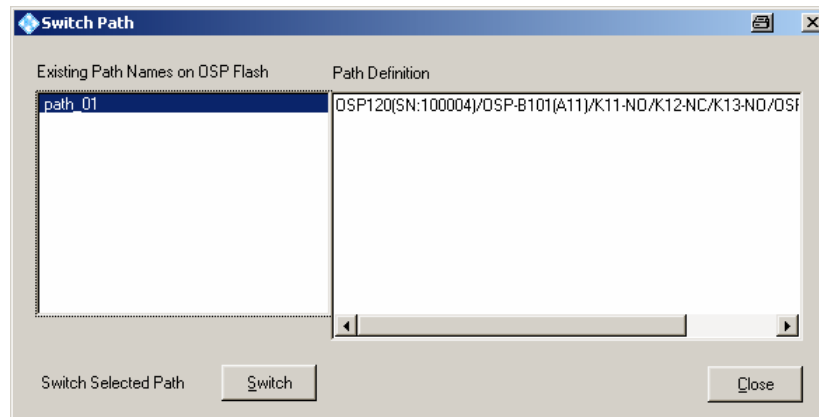 Switch Path
Existing Path Names on OSP Flash
Path Definition
path_01
OSP120(SN:100004)/OSP-B101(A11)/K11-NO/K12-NC/K13-NO/OSF
Switch Selected Path
Switch
Close